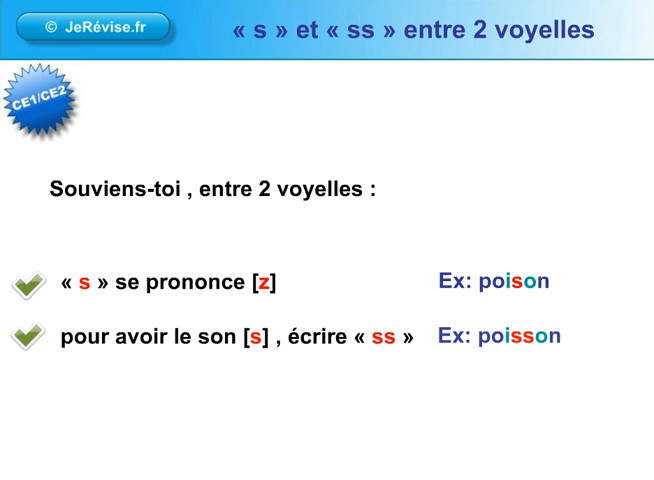 © JeRévise.fr
« s » et « ss » entre 2 voyelles
CE1/CE2
Souviens-toi , entre 2 voyelles :
« s » se prononce [z]
Ex: poison
pour avoir le son [s] , écrire « ss »
Ex: poisson